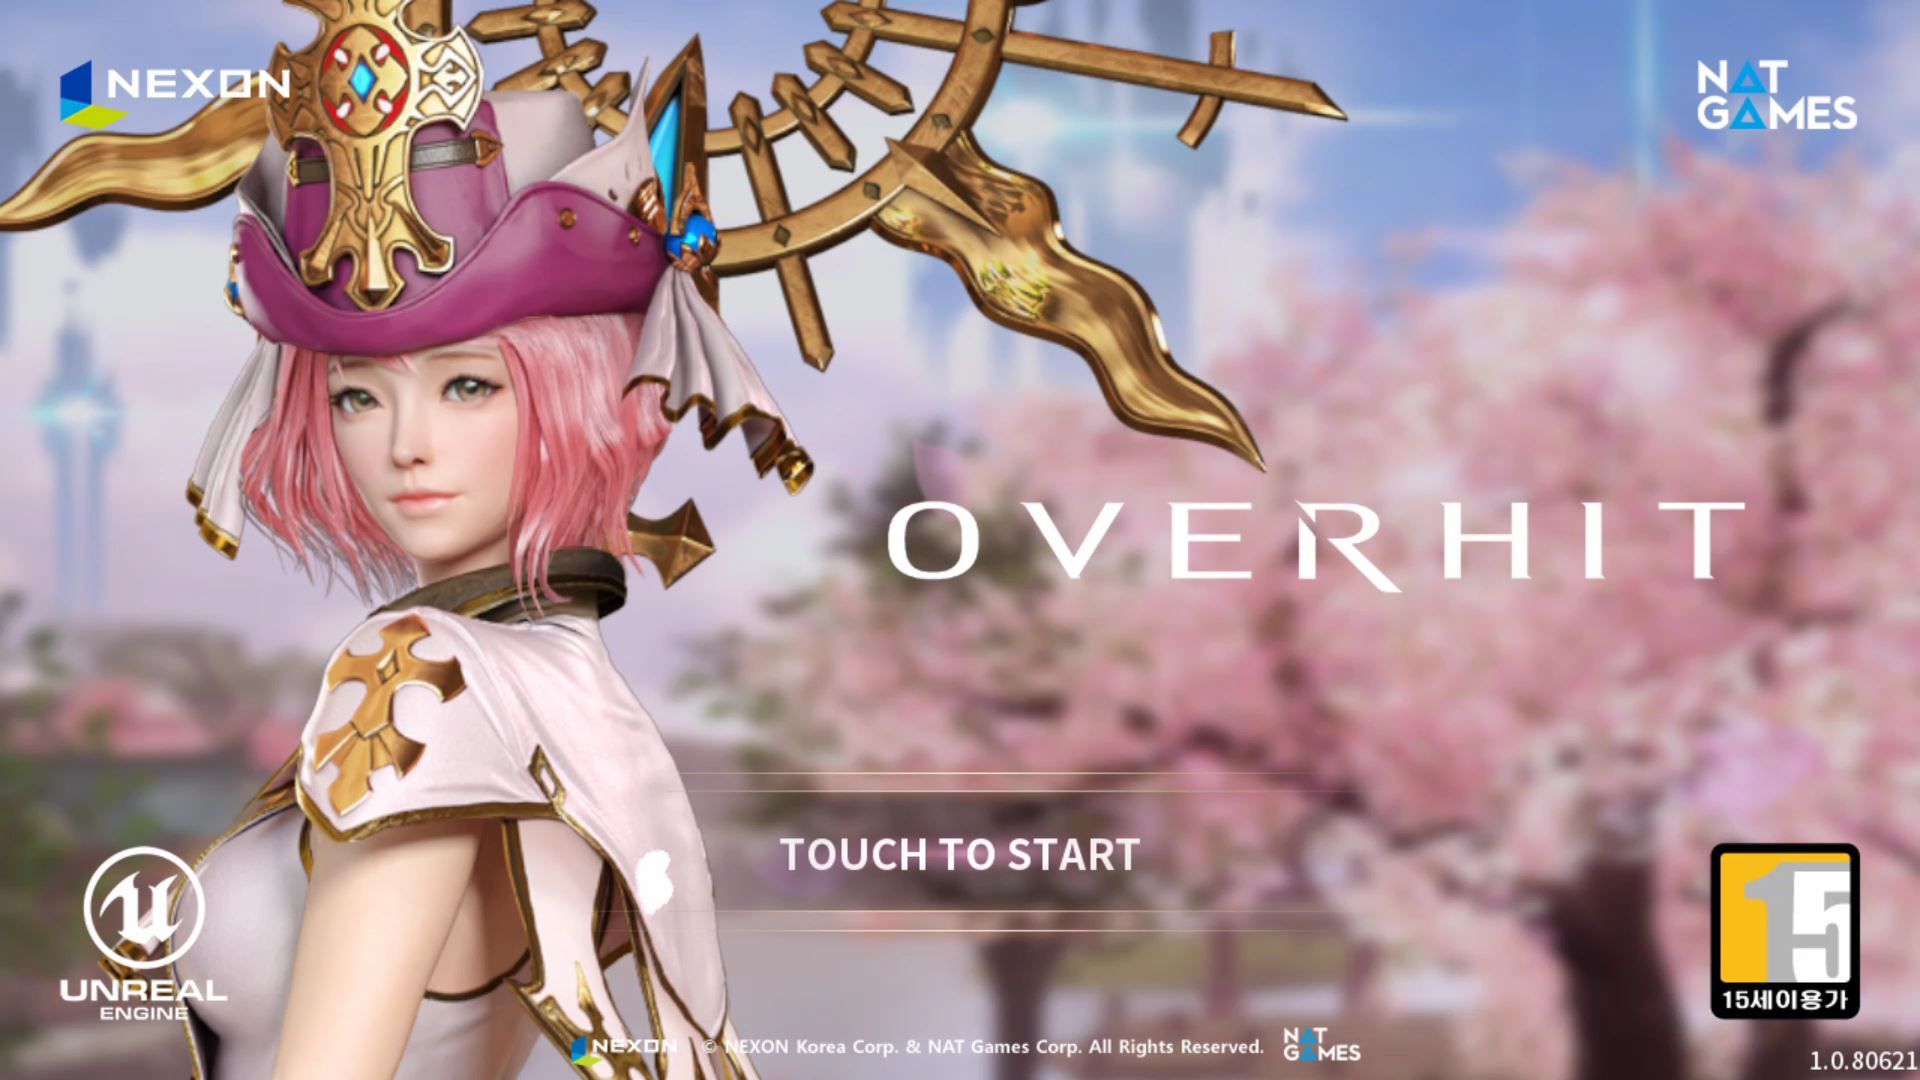 NEXON
NAT
GAMES
OVERHIT
TOUCH TO START
UNREAL
ENGINE
15
15세이용가
NEXON © NEXON Korea Corp. & NAT Games Corp. All Rights Reserved. NAT GAMES
1.0.80621